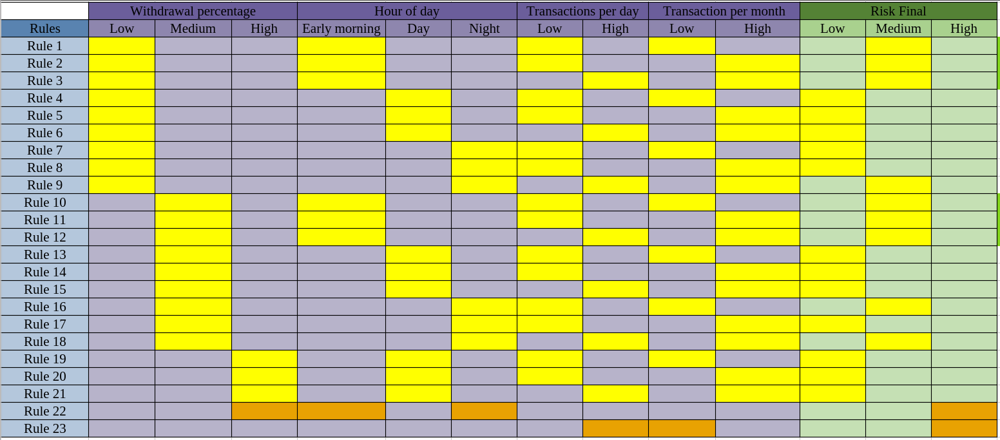 Withdrawal percentage Hour of day Transactions per day Transaction per month Risk Final
Rules Low Medium High Early morning Day Night Low High Low High Low Medium High
Rule 1
Rule 2
Rule 3
Rule 4
Rule 5
Rule 6
Rule 7
Rule 8
Rule 9
Rule 10
Rule 11
Rule 12
Rule 13
Rule 14
Rule 15
Rule 16
Rule 17
Rule 18
Rule 19
Rule 20
Rule 21
Rule 22
Rule 23